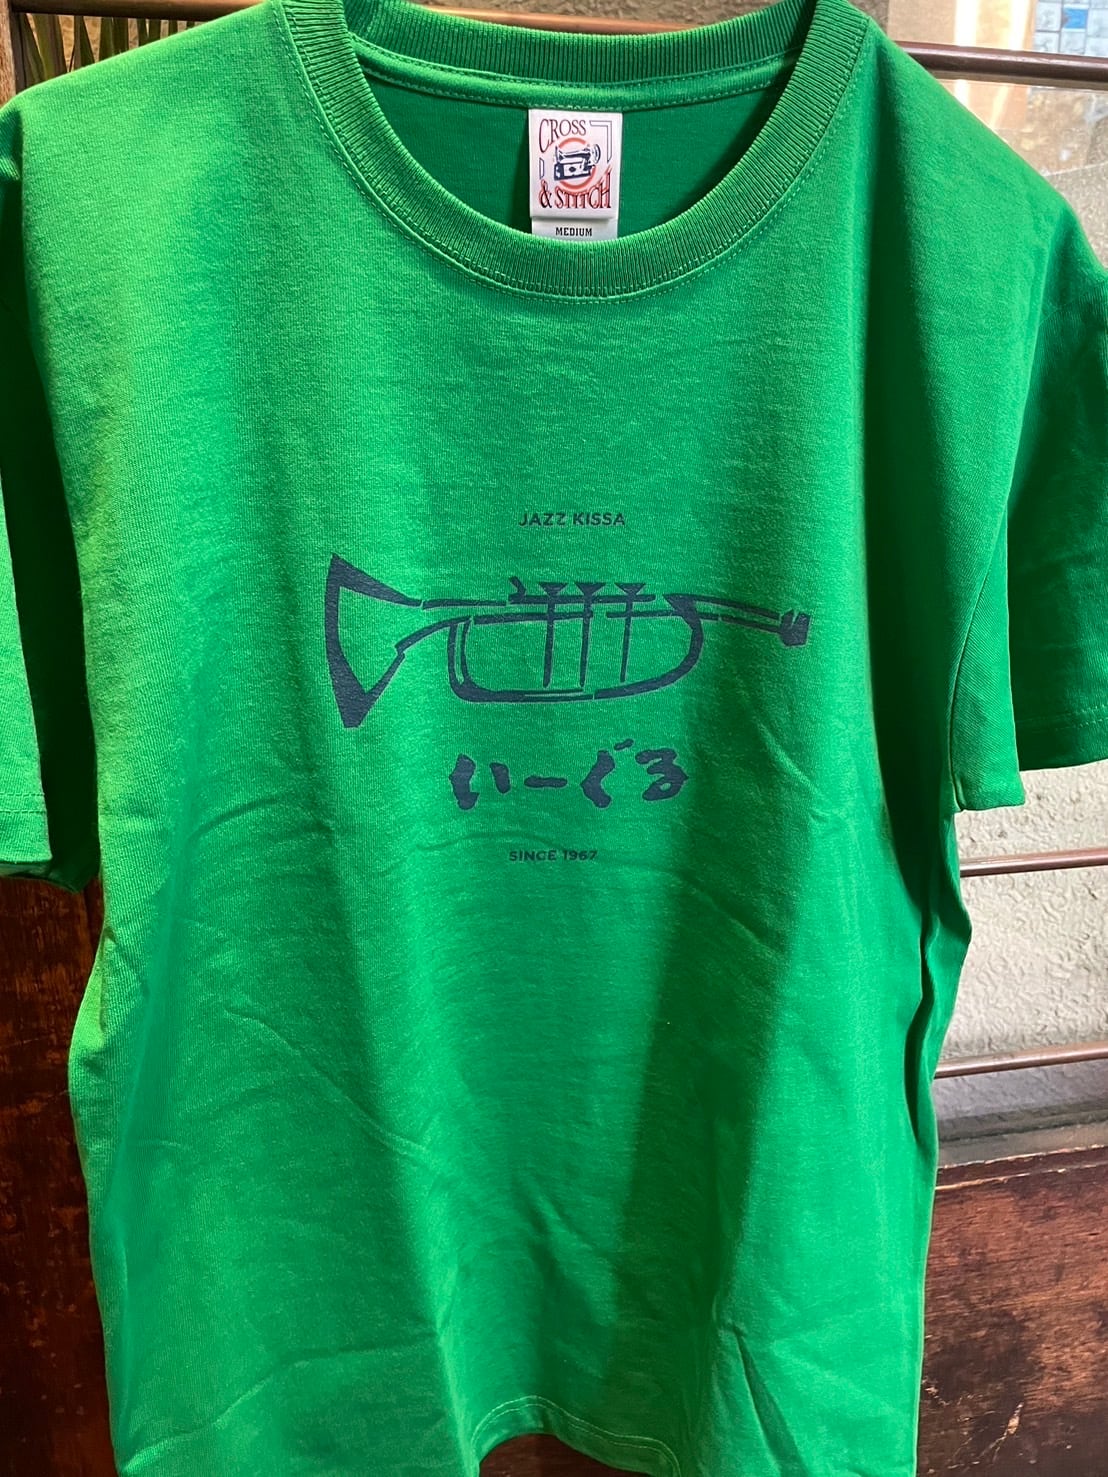 CROSS
& STITCH
MEDIUM
JAZZ KISSA
いーぐる
SINCE 1967